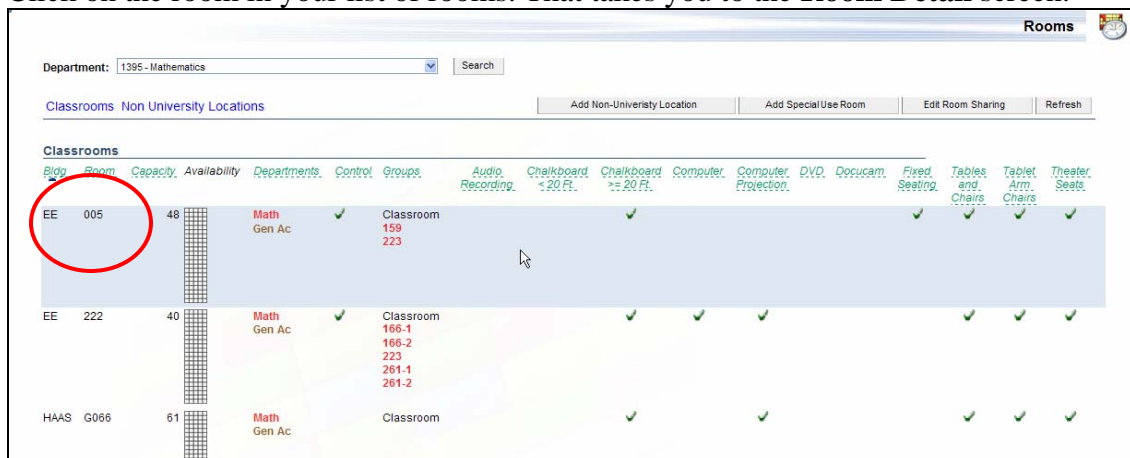 Click on the room in your list of rooms. That takes you to the Room Detail screen.
Rooms
Department: 1395 - Mathematics Search
Classrooms Non University Locations Add Non-Univeristy Location Add Special Use Room Edit Room Sharing Refresh
Classrooms
Bldg Room Capacity Availability Departments Control Groups Audio Recording Chalkboard < 20 Ft. Chalkboard >= 20 Ft. Computer Computer Projection DVD Docucam Fixed Seating Tables and Chairs Tablet Arm Chairs Theater Seats
EE 005 48 Math Classroom
Gen Ac 159
223
EE 222 40 Math Classroom
Gen Ac 166-1
166-2
223
261-1
261-2
HAAS G066 61 Math Classroom
Gen Ac